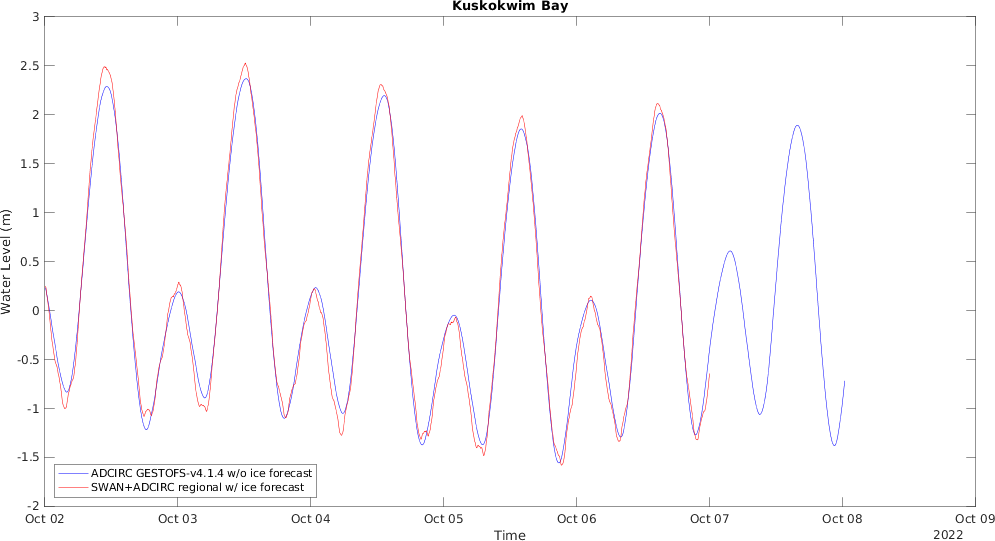 Kuskokwim Bay
3
2.5
2
1.5
1
0.5
0
-0.5
-1
-1.5
-2
Water Level (m)
ADCIRC GESTOFS-v4.1.4 w/o ice forecast
SWAN+ADCIRC regional w/ ice forecast
Oct 02 Oct 03 Oct 04 Oct 05 Oct 06 Oct 07 Oct 08 Oct 09
Time
2022